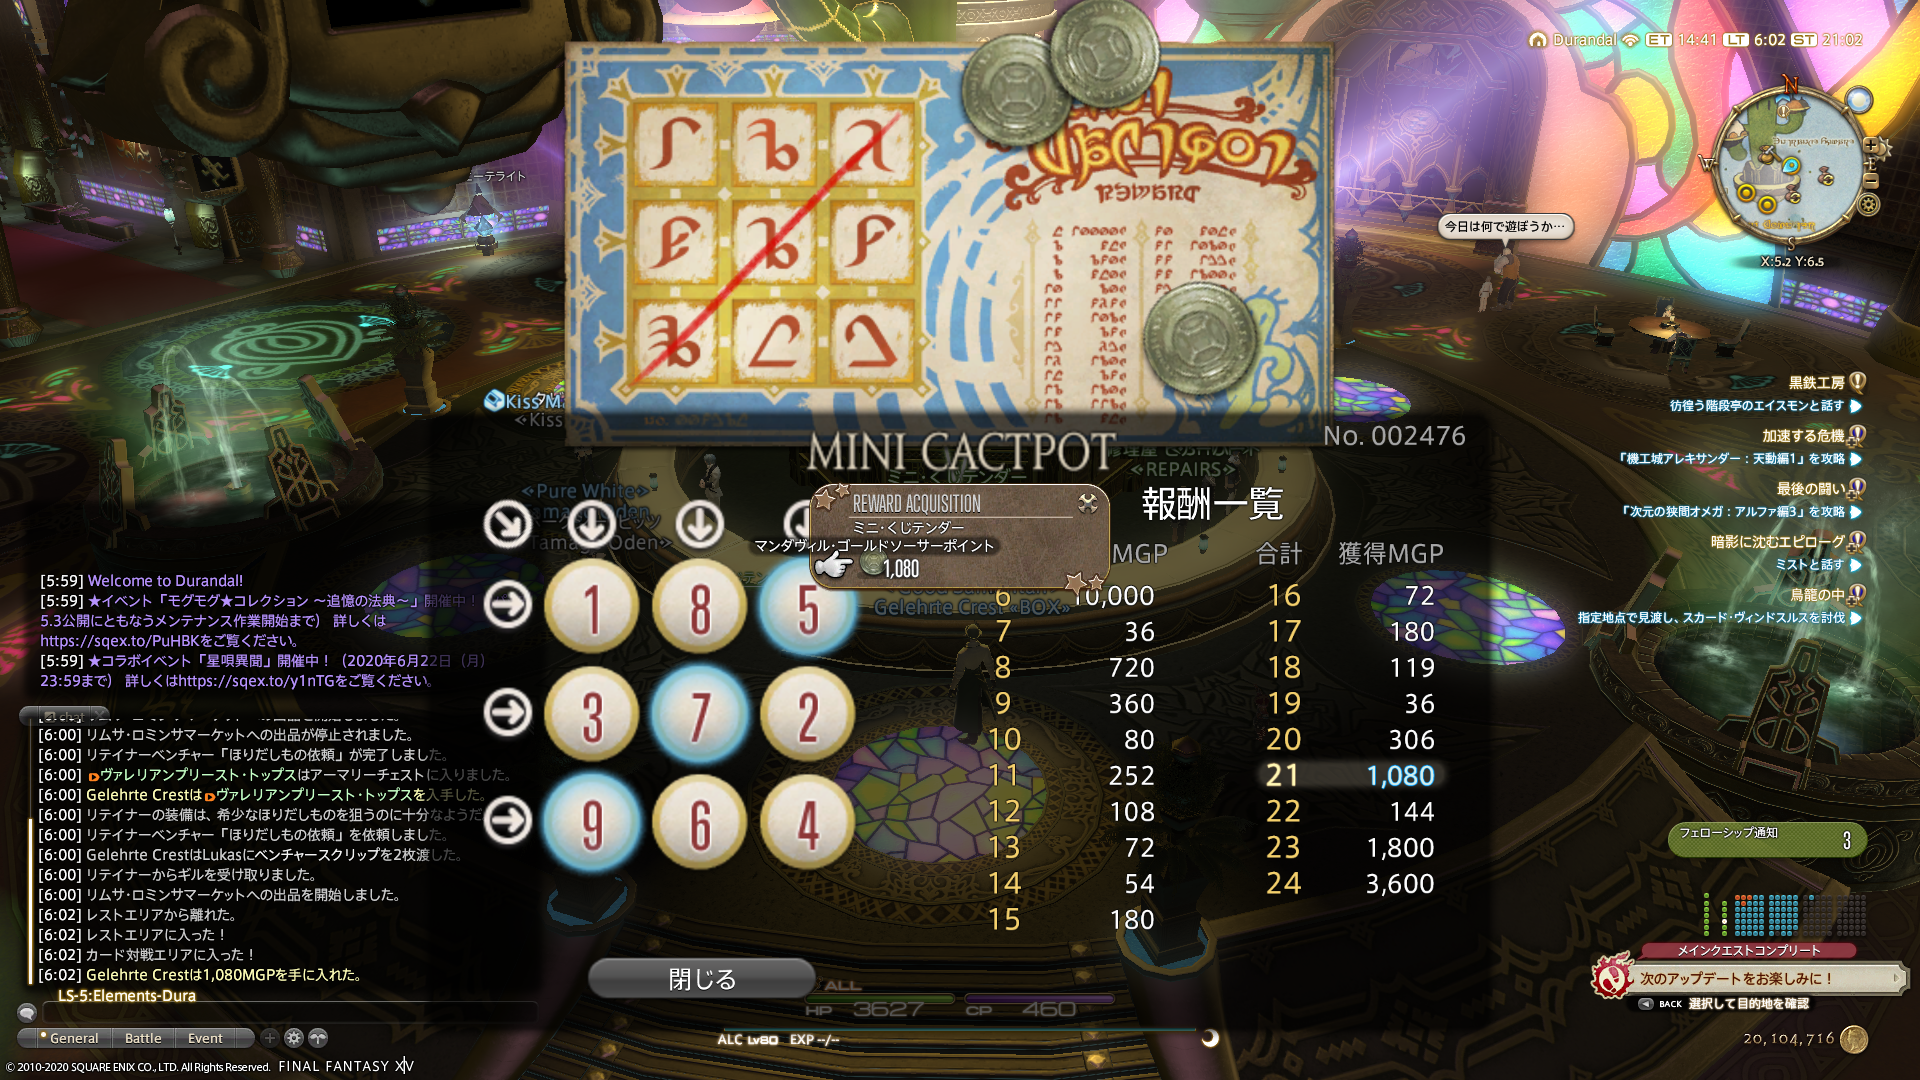 Durandal ET 14:41 LT 6:02 ST 21:02
N
W
E
S
X:5.2 Y:6.5
今日は何で遊ぼうか…
黒鉄工房
彷徨う階段亭のエイスモンと話す
加速する危機
「機工城アレキサンダー：天動編1」を攻略
最後の闘い
「次元の狭間オメガ：アルファ編3」を攻略
暗影に沈むエピローグ
ミストと話す
烏龍の中
指定地点で見渡し、スカード・ヴィンドスルスを討伐
MINI CACTPOT
No. 002476
ミニ・くじテンダー
«REPAIRS»
«Pure White»
REWARD ACQUISITION
ミニ・くじテンダー
マンダヴィル・ゴールドソーサーポイント
1,080
Gelehrte Crest «BOX»
報酬一覧
MGP 合計 獲得MGP
6 10,000 16 72
7 36 17 180
8 720 18 119
9 360 19 36
10 80 20 306
11 252 21 1,080
12 108 22 144
13 72 23 1,800
14 54 24 3,600
15 180
1 8 5
3 7 2
9 6 4
閉じる
[5:59] Welcome to Durandal!
[5:59] ★イベント「モグモグ★コレクション ～追憶の法典～」開催中！
5.3公開にともなうメンテナンス作業開始まで） 詳しくは
https://sqex.to/PuHBKをご覧ください。
[5:59] ★コラボイベント「星唄異聞」開催中！（2020年6月22日（月）
23:59まで） 詳しくはhttps://sqex.to/y1nTGをご覧ください。
[6:00] リムサ・ロミンサマーケットへの出品が停止されました。
[6:00] リテイナーベンチャー「ほりだしもの依頼」が完了しました。
[6:00] ヴァレリアンプリースト・トップスはアーマリーチェストに入りました。
[6:00] Gelehrte Crestはヴァレリアンプリースト・トップスを入手した。
[6:00] リテイナーの装備は、希少なほりだしものを狙うのに十分なようだ
[6:00] リテイナーベンチャー「ほりだしもの依頼」を依頼しました。
[6:00] Gelehrte CrestはLukasにベンチャースクリップを2枚渡した。
[6:00] リテイナーからギルを受け取りました。
[6:00] リムサ・ロミンサマーケットへの出品を開始しました。
[6:02] レストエリアから離れた。
[6:02] レストエリアに入った！
[6:02] カード対戦エリアに入った！
[6:02] Gelehrte Crestは1,080MGPを手に入れた。
LS-5:Elements-Dura
General Battle Event
ALL
HP 3627 CP 460
ALC Lv80 EXP --/--
フェローシップ通知 3
メインクエストコンプリート
次のアップデートをお楽しみに！
BACK 選択して目的地を確認
20,104,716
© 2010-2020 SQUARE ENIX CO., LTD. All Rights Reserved. FINAL FANTASY XIV